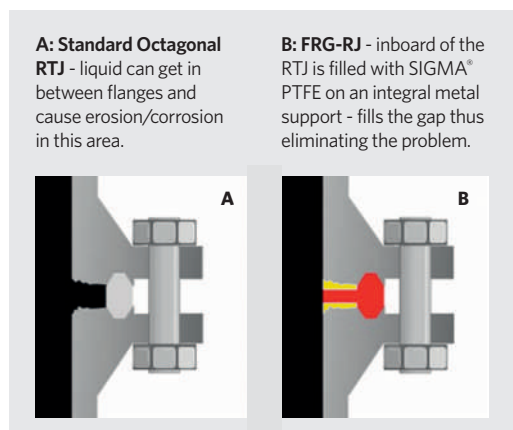 A: Standard Octagonal
RTJ - liquid can get in
between flanges and
cause erosion/corrosion
in this area.
B: FRG-RJ - inboard of the
RTJ is filled with SIGMA®
PTFE on an integral metal
support - fills the gap thus
eliminating the problem.
A
B